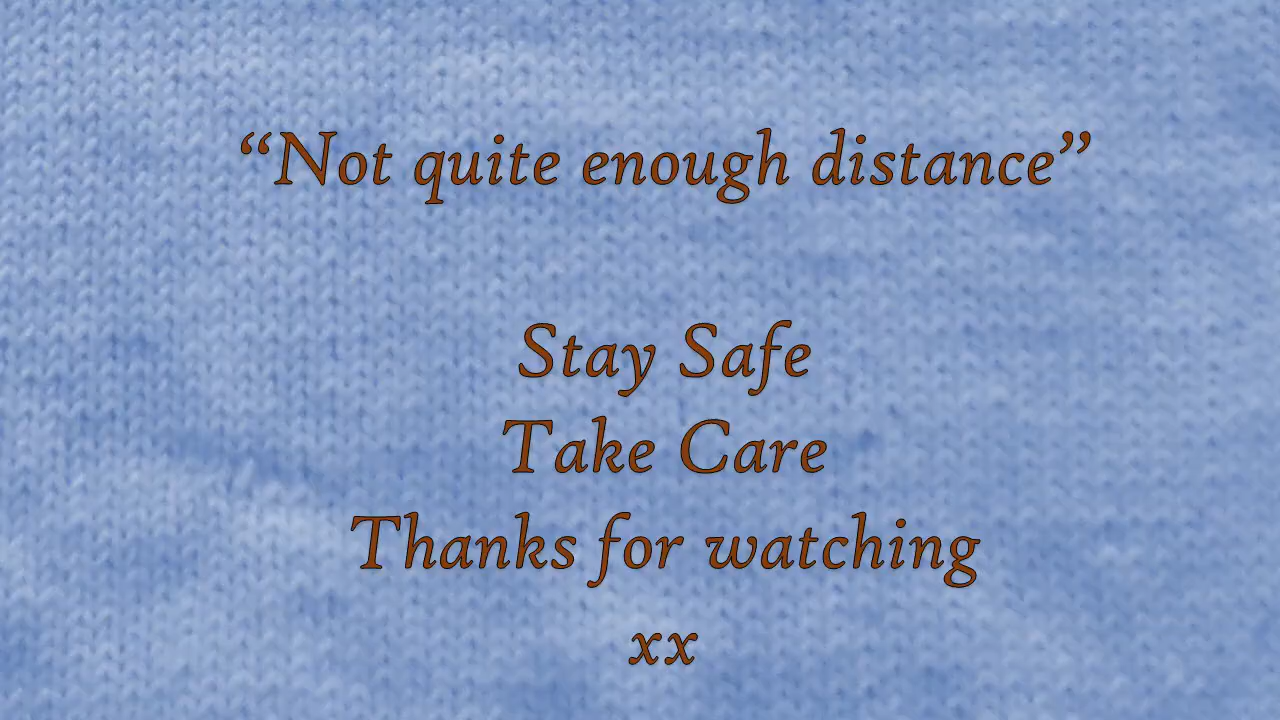 “Not quite enough distance”
Stay Safe
Take Care
Thanks for watching
xx